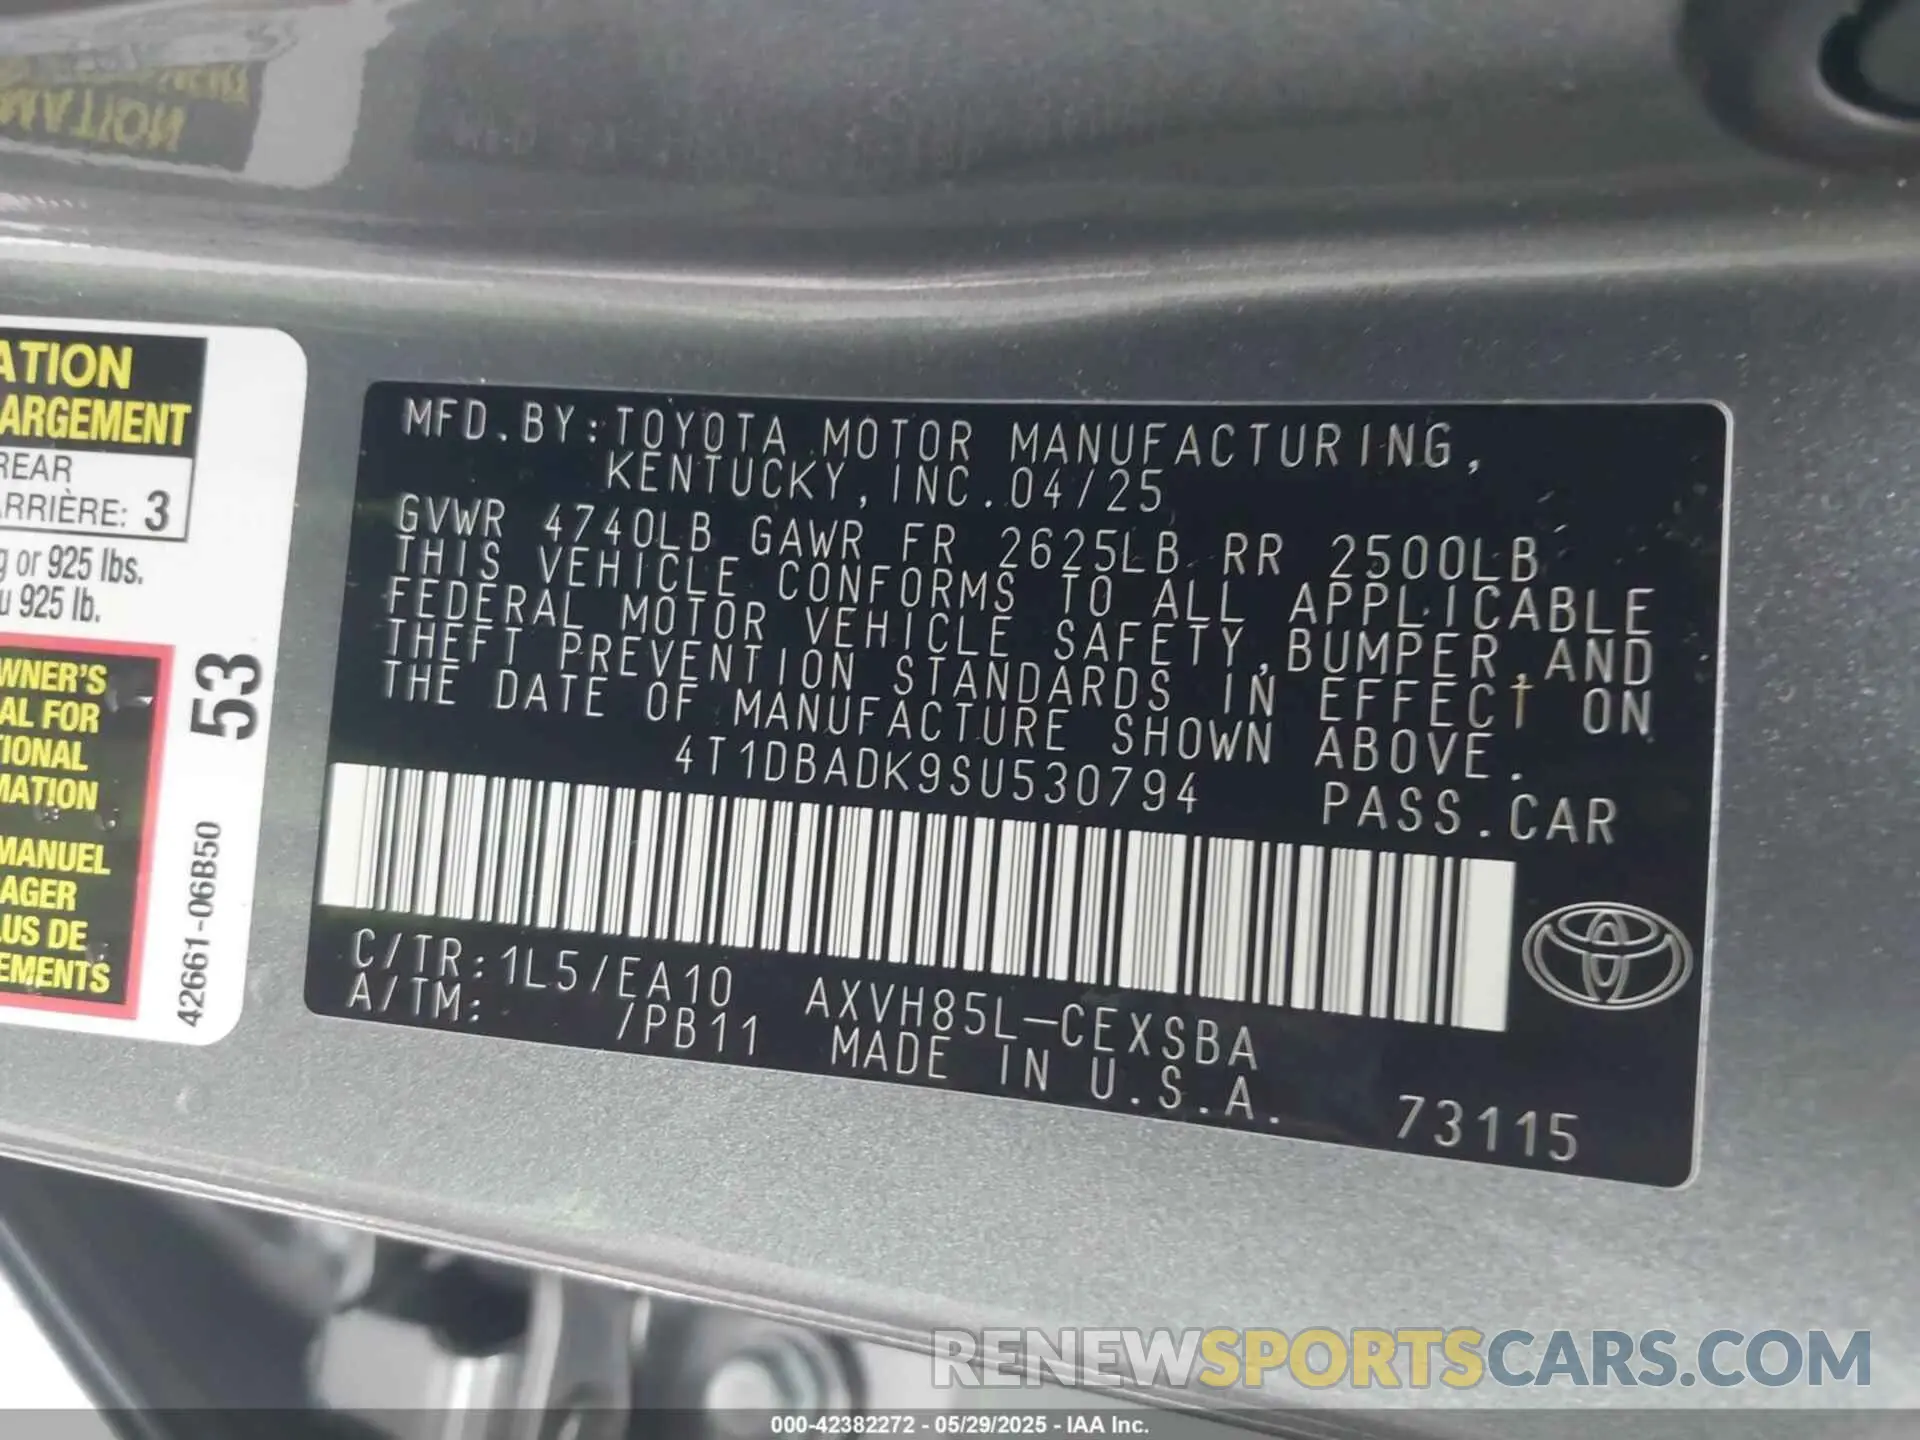 NOITAM
ATION
ARGEMENT
REAR
ARRIÈRE: 3
g or 925 lbs.
u 925 lb.
WNER'S
AL FOR
TIONAL
MATION
MANUEL
AGER
LUS DE
EMENTS
53
42661-06B50
MFD.BY:TOYOTA MOTOR MANUFACTURING,
KENTUCKY,INC.04/25
GVWR 4740LB GAWR FR 2625LB RR 2500LB
THIS VEHICLE CONFORMS TO ALL APPLICABLE
FEDERAL MOTOR VEHICLE SAFETY,BUMPER,AND
THEFT PREVENTION STANDARDS IN EFFECT ON
THE DATE OF MANUFACTURE SHOWN ABOVE.
4T1DBADK9SU530794 PASS.CAR
C/TR:1L5/EA10 AXVH85L-CEXSBA
A/TM: /PB11 MADE IN U.S.A.
73115
RENEWSPORTSCARS.COM
000-42382272 - 05/29/2025 - IAA Inc.